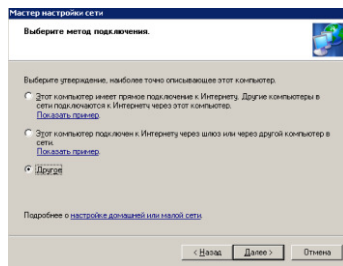 Мастер настройки сети
Выберите метод подключения.
Выберите утверждение, наиболее точно описывающее этот компьютер.
Этот компьютер имеет прямое подключение к Интернету. Другие компьютеры в
сети подключаются к Интернету через этот компьютер.
Показать пример.
Этот компьютер подключен к Интернету через шлюз или через другой компьютер в
сети.
Показать пример.
Другое
Подробнее о настройке домашней или малой сети.
< Назад Далее > Отмена